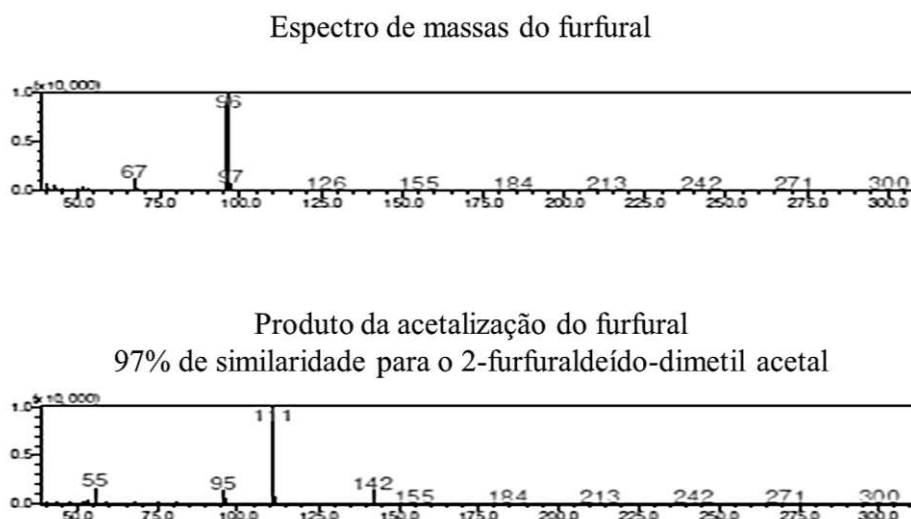 Espectro de massas do furfural
(x10,000)
1.0
96
0.5
67
97
126 155 184 213 242 271 300
0.0
50.0 75.0 100.0 125.0 150.0 175.0 200.0 225.0 250.0 275.0 300.0
Produto da acetalização do furfural
97% de similaridade para o 2-furfuraldeído-dimetil acetal
(x10,000)
1.0
111
0.5
55 95 142
155 184 213 242 271 300
0.0
50.0 75.0 100.0 125.0 150.0 175.0 200.0 225.0 250.0 275.0 300.0